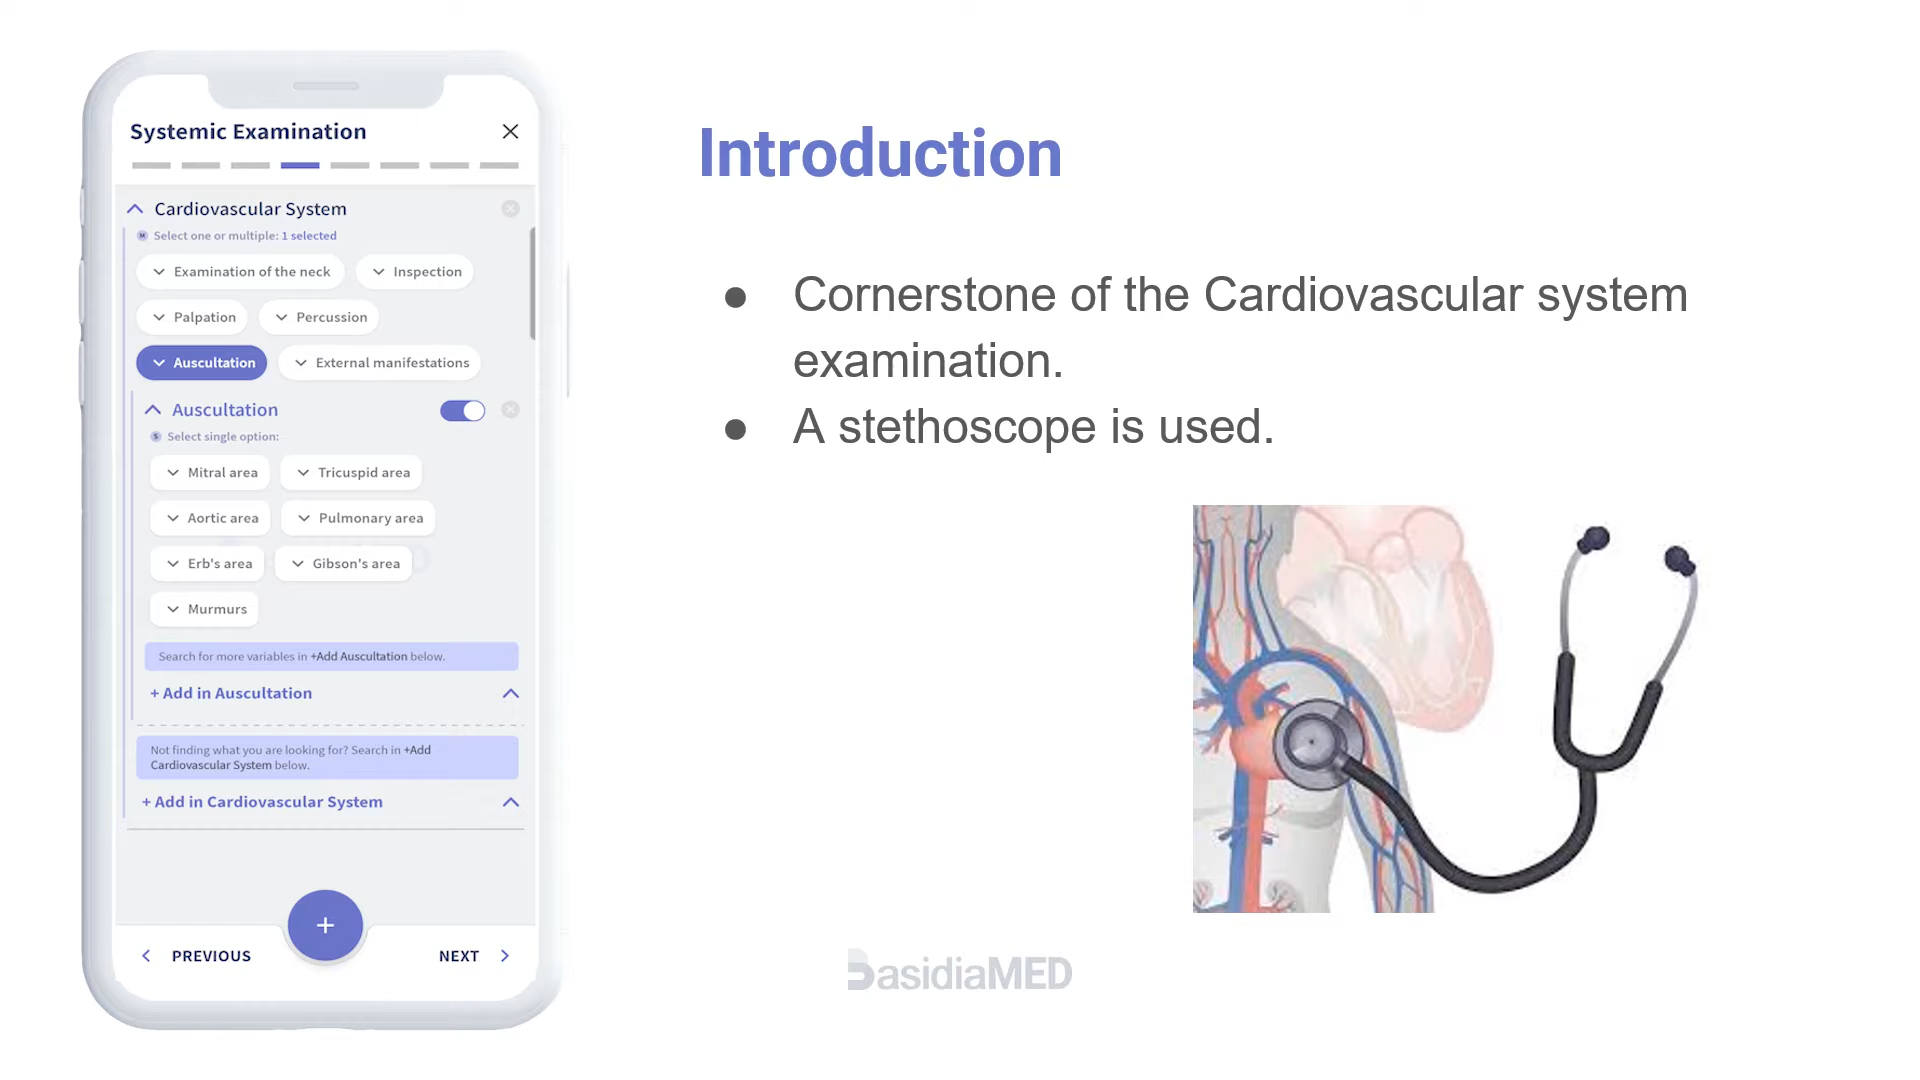 Systemic Examination
Cardiovascular System
M Select one or multiple: 1 selected
Examination of the neck
Inspection
Palpation
Percussion
Auscultation
External manifestations
Auscultation
S Select single option:
Mitral area
Tricuspid area
Aortic area
Pulmonary area
Erb's area
Gibson's area
Murmurs
Search for more variables in +Add Auscultation below.
+ Add in Auscultation
Not finding what you are looking for? Search in +Add
Cardiovascular System below.
+ Add in Cardiovascular System
+
PREVIOUS
NEXT
Introduction
● Cornerstone of the Cardiovascular system
examination.
● A stethoscope is used.
BasidiaMED